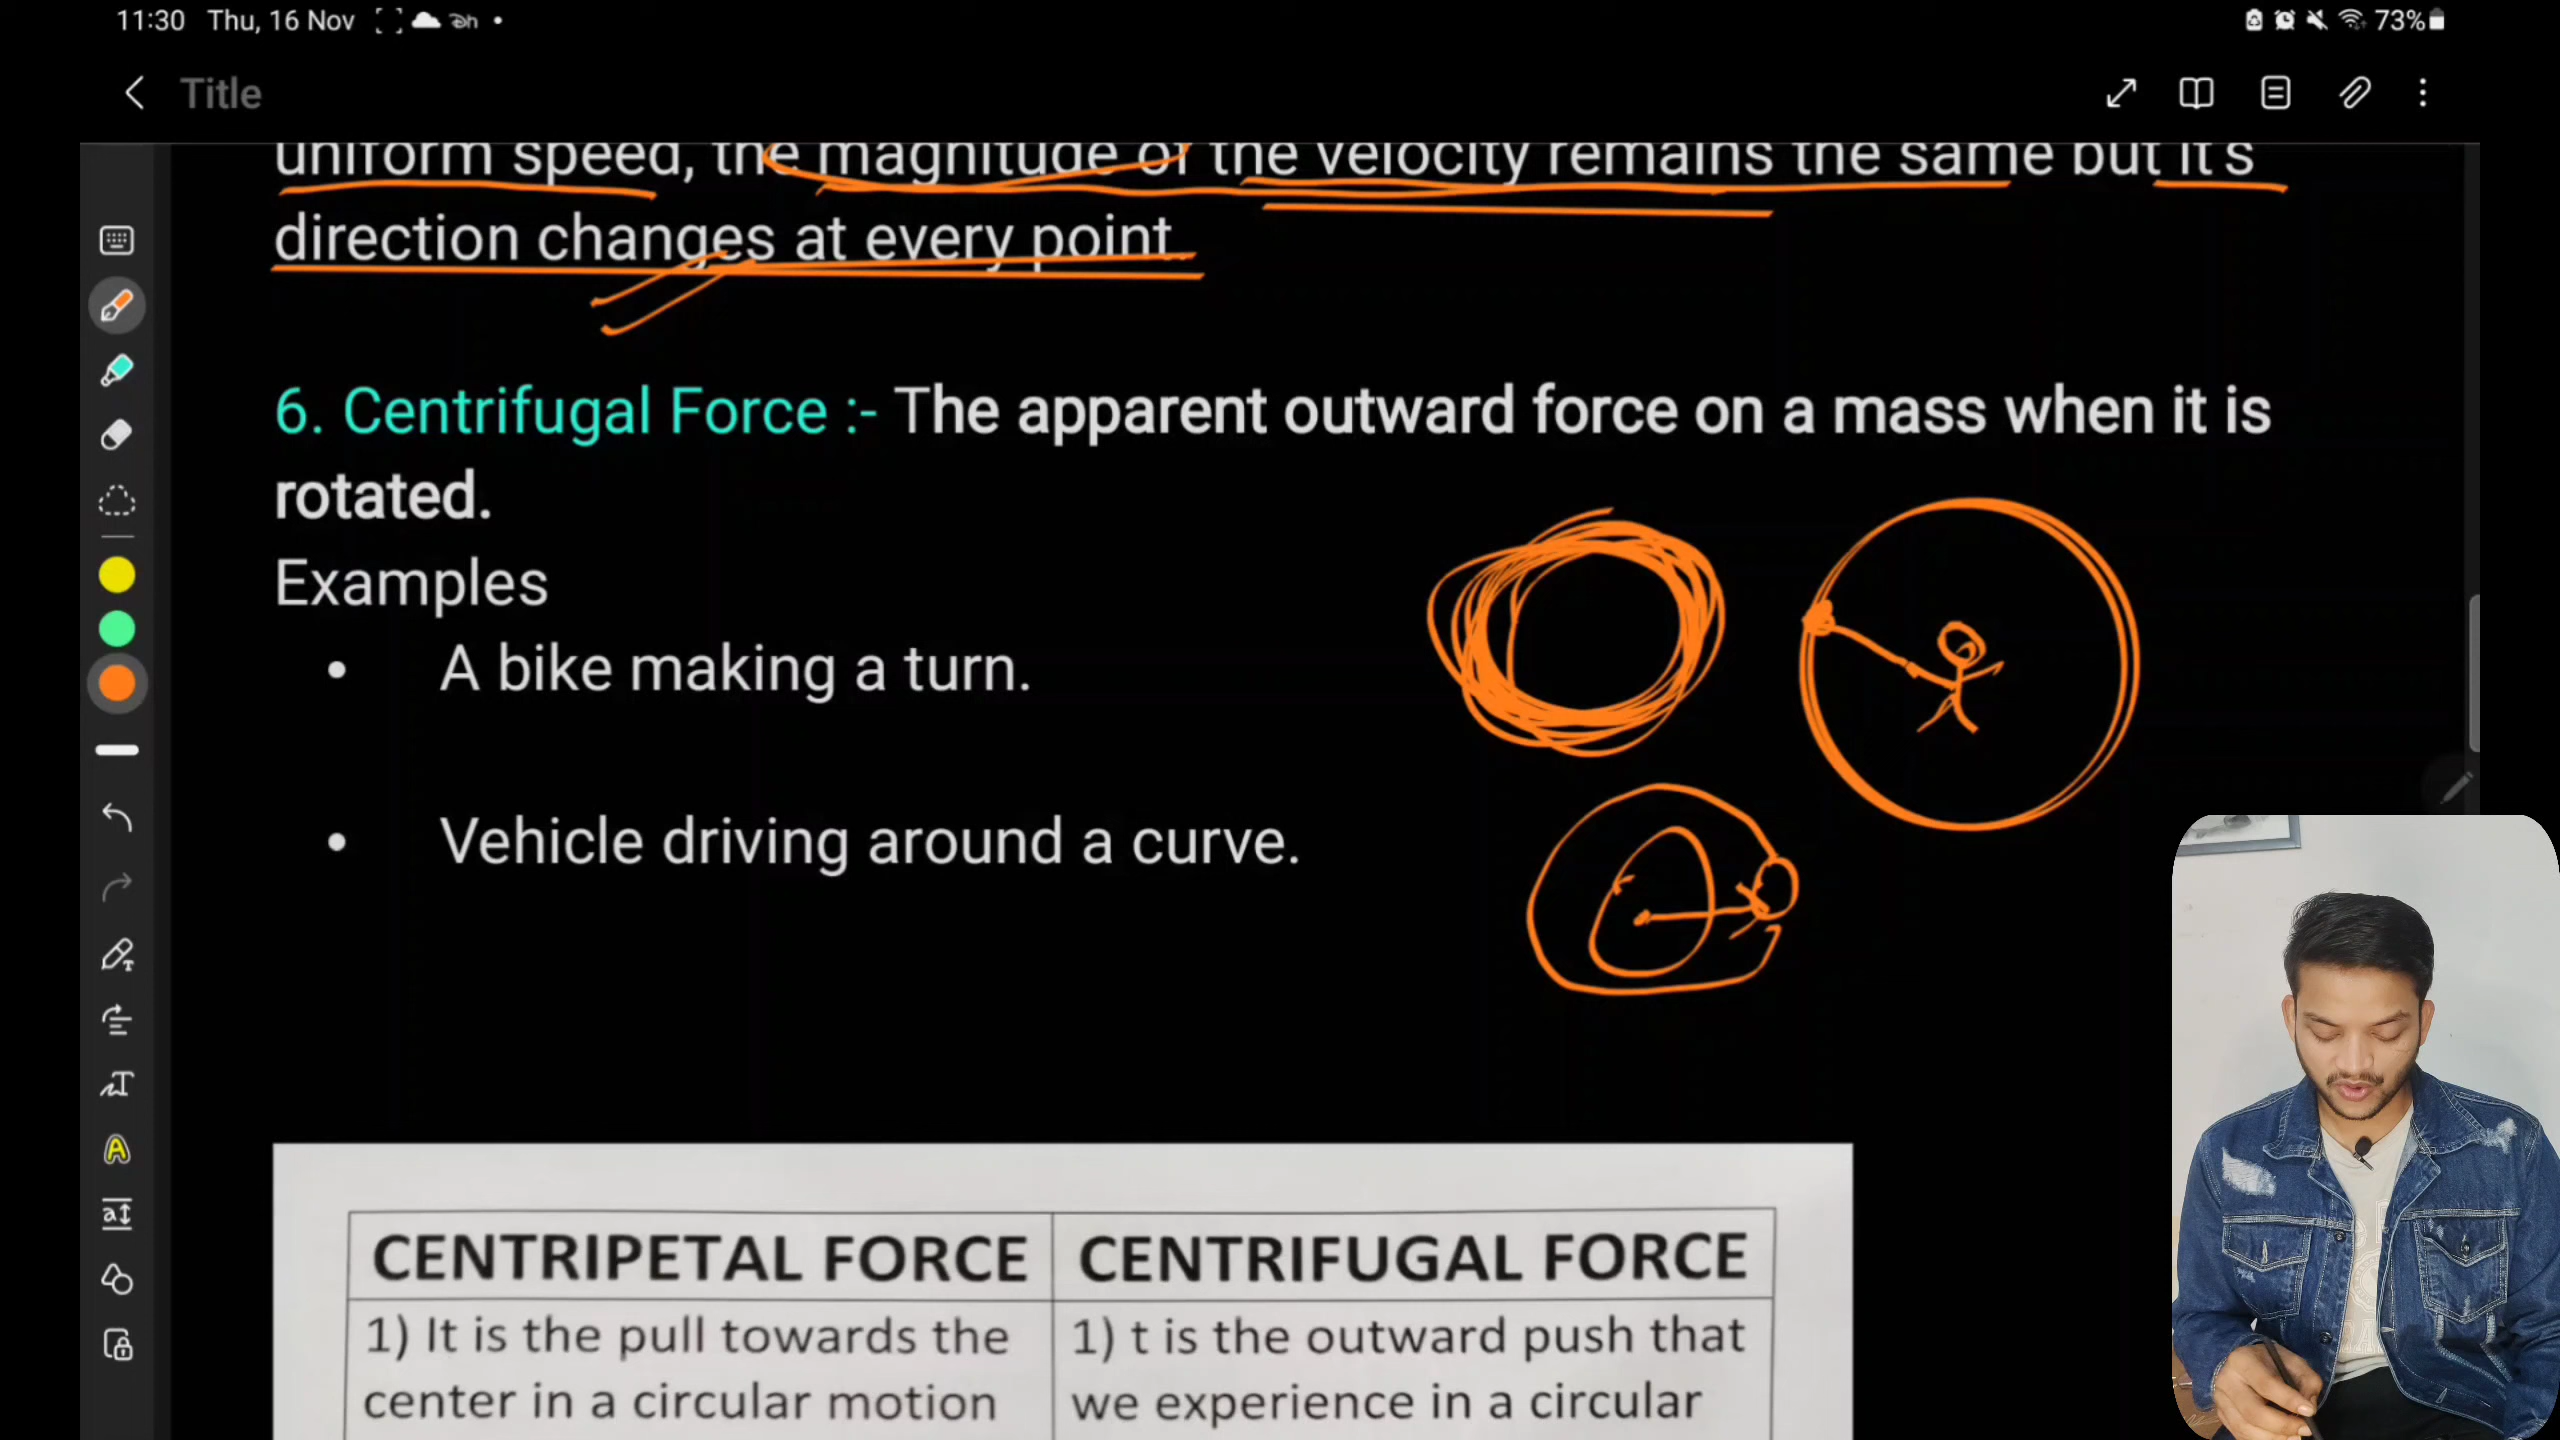 11:30 Thu, 16 Nov 73%
Title
uniform speed, the magnitude of the velocity remains the same but it's
direction changes at every point.
6. Centrifugal Force :- The apparent outward force on a mass when it is
rotated.
Examples
• A bike making a turn.
• Vehicle driving around a curve.
CENTRIPETAL FORCE CENTRIFUGAL FORCE
1) It is the pull towards the 1) t is the outward push that
center in a circular motion we experience in a circular